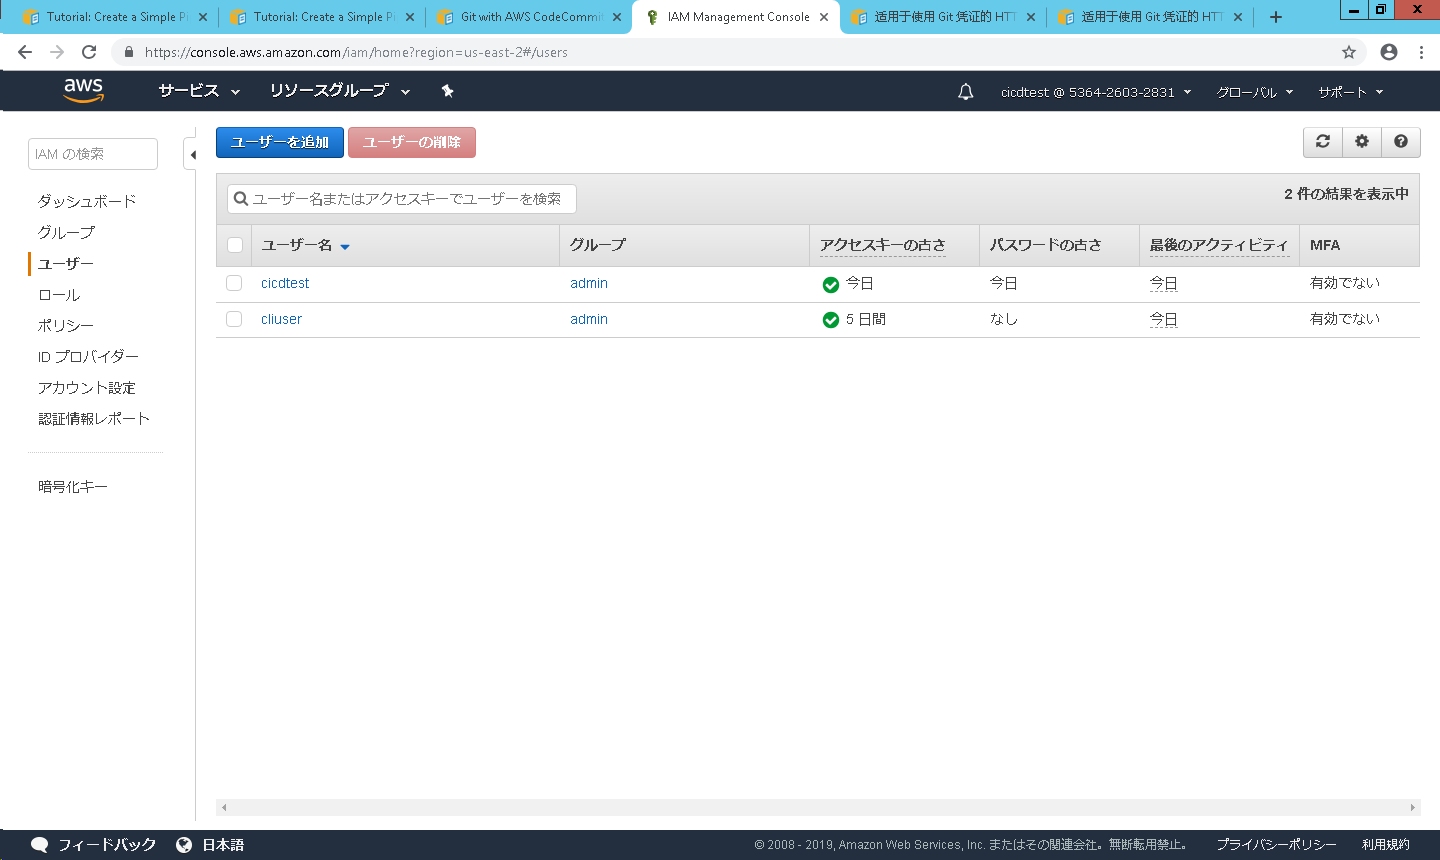 Tutorial: Create a Simple Pi
Tutorial: Create a Simple Pi
Git with AWS CodeCommit
IAM Management Console
适用于使用 Git 凭证的 HTT
适用于使用 Git 凭证的 HTT
https://console.aws.amazon.com/iam/home?region=us-east-2#/users
aws
サービス
リソースグループ
cicdtest @ 5364-2603-2831
グローバル
サポート
IAM の検索
ダッシュボード
グループ
ユーザー
ロール
ポリシー
ID プロバイダー
アカウント設定
認証情報レポート
暗号化キー
ユーザーを追加
ユーザーの削除
ユーザー名またはアクセスキーでユーザーを検索
2 件の結果を表示中
ユーザー名 グループ アクセスキーの古さ パスワードの古さ 最後のアクティビティ MFA
cicdtest admin 今日 今日 今日 有効でない
cliuser admin 5 日間 なし 今日 有効でない
フィードバック
日本語
© 2008 - 2019, Amazon Web Services, Inc. またはその関連会社。無断転用禁止。
プライバシーポリシー
利用規約